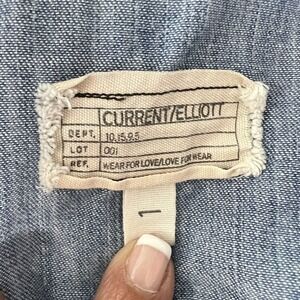 CURRENT/ELLIOTT
DEPT. 10.15.9.5
LOT 001
REF. WEAR FOR LOVE/LOVE FOR WEAR
1